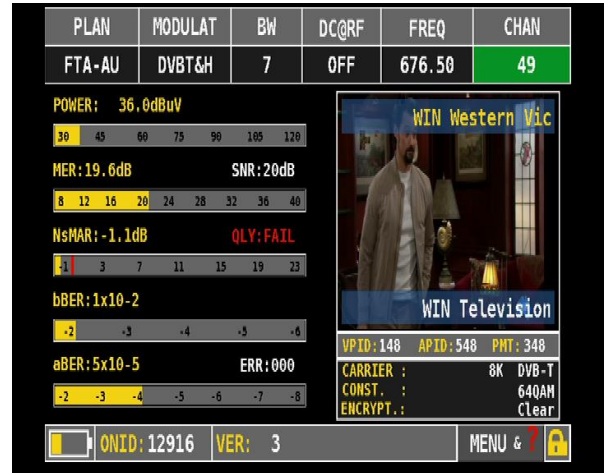 PLAN MODULAT BW DC@RF FREQ CHAN
FTA-AU DVBT&H 7 OFF 676.50 49
POWER: 36.0dBuV
30 45 60 75 90 105 120
MER:19.6dB SNR:20dB
8 12 16 20 24 28 32 36 40
NsMAR:-1.1dB QLY:FAIL
-1 3 7 11 15 19 23
bBER:1x10-2
-2 -3 -4 -5 -6
aBER:5x10-5 ERR:000
-2 -3 -4 -5 -6 -7 -8
WIN Western Vic
WIN Television
VPID:148 APID:548 PMT:348
CARRIER : 8K DVB-T
CONST. : 64QAM
ENCRYPT.: Clear
ONID:12916 VER: 3 MENU & ?